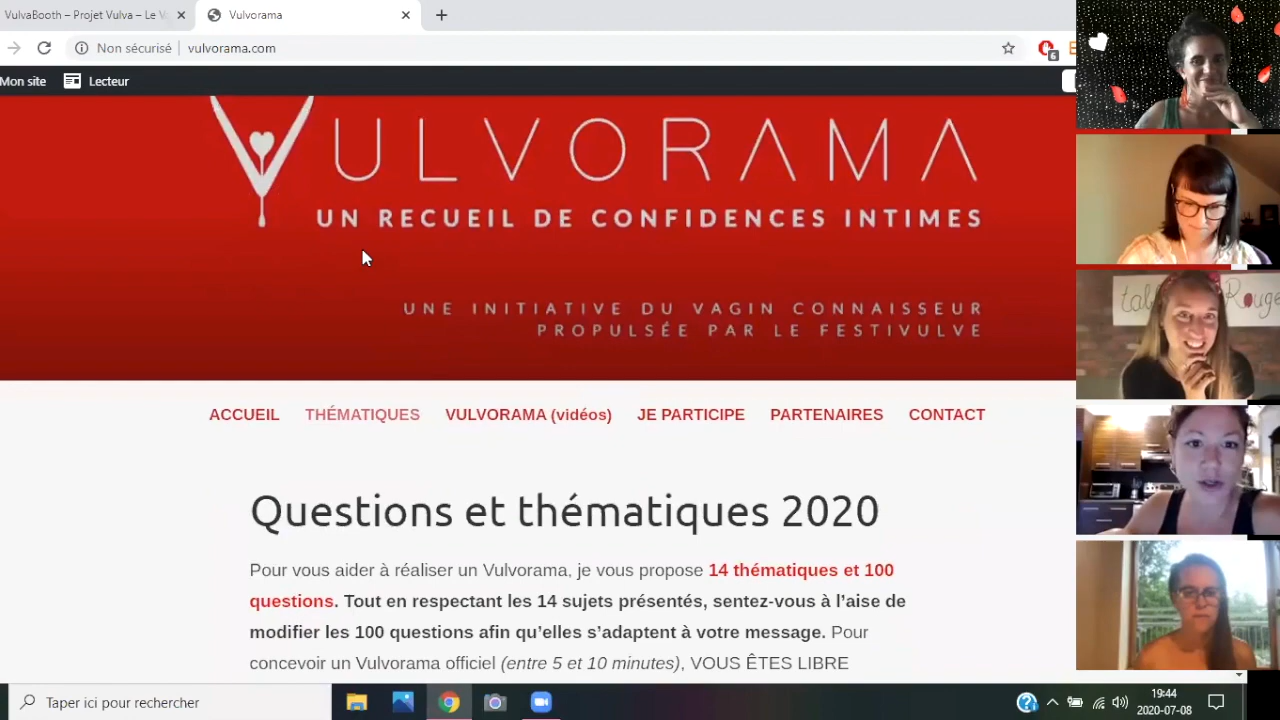 VulvaBooth – Projet Vulva – Le V
Vulvorama
Non sécurisé
vulvorama.com
6
Mon site
Lecteur
VULVORAMA
UN RECUEIL DE CONFIDENCES INTIMES
UNE INITIATIVE DU VAGIN CONNAISSEUR
PROPULSÉE PAR LE FESTIVULVE
ACCUEIL THÉMATIQUES VULVORAMA (vidéos) JE PARTICIPE PARTENAIRES CONTACT
Questions et thématiques 2020
Pour vous aider à réaliser un Vulvorama, je vous propose 14 thématiques et 100
questions. Tout en respectant les 14 sujets présentés, sentez-vous à l’aise de
modifier les 100 questions afin qu’elles s’adaptent à votre message. Pour
concevoir un Vulvorama officiel (entre 5 et 10 minutes), VOUS ÊTES LIBRE
Rouge
Taper ici pour rechercher
19:44
2020-07-08